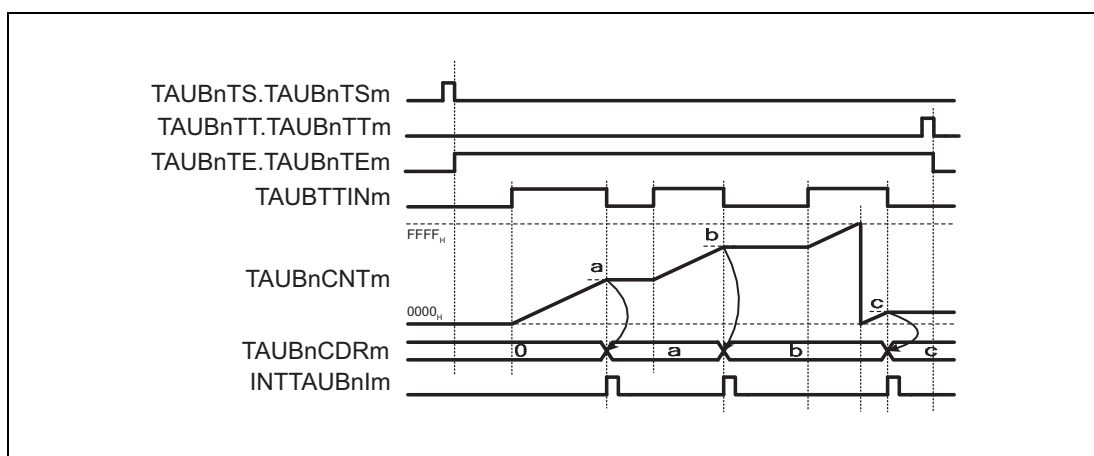 TAUBnTS.TAUBnTSm
TAUBnTT.TAUBnTTm
TAUBnTE.TAUBnTEm
TAUBTTINm
FFFFH
b
a
TAUBnCNTm
c
0000H
TAUBnCDRm
0 a b c
INTTAUBnIm